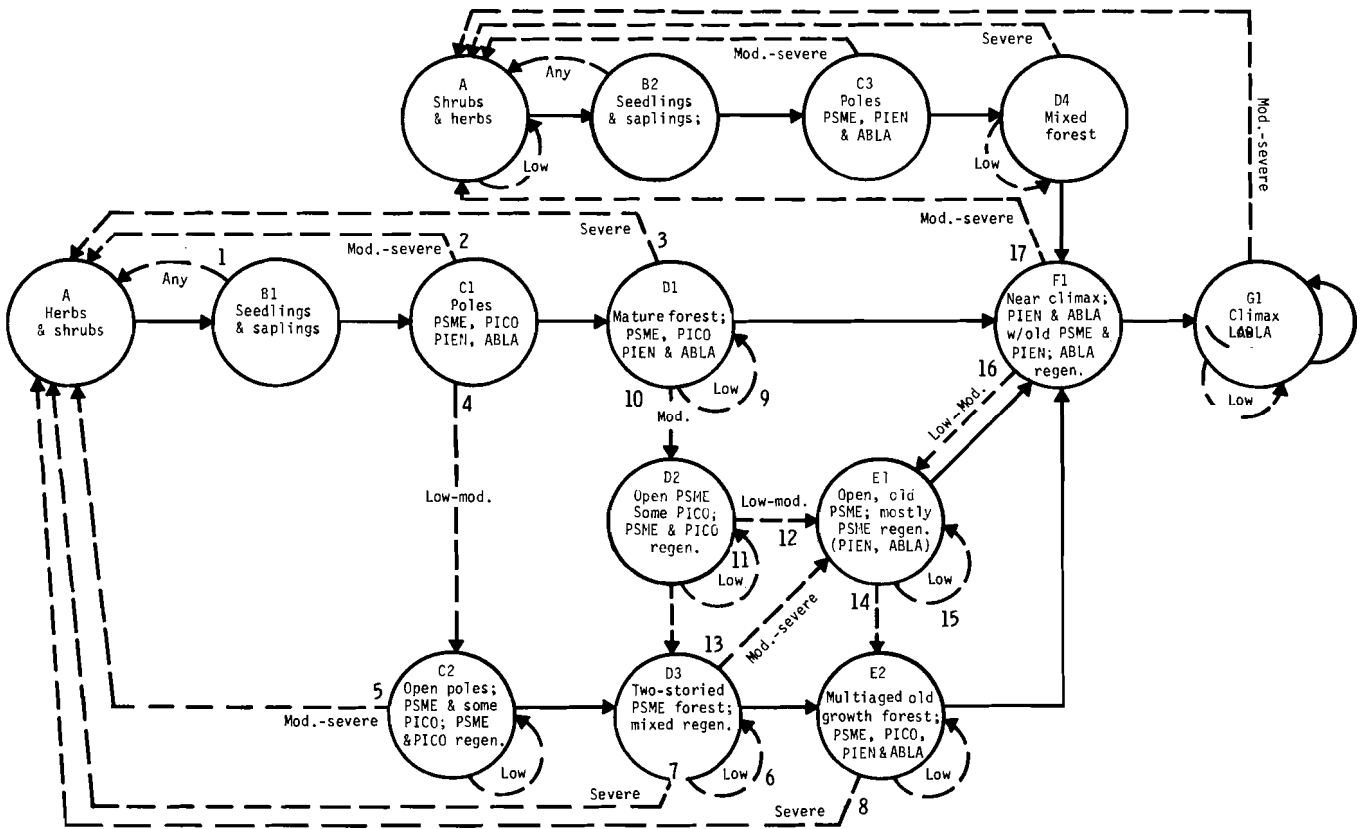 Severe
Mod.-severe
Any
A
Shrubs
& herbs
Low
B2
Seedlings
& saplings;
C3
Poles
PSME, PIEN
& ABLA
D4
Mixed
forest
Low
Mod.-severe
Mod.-severe
Severe
Mod.-severe
1
2
3
17
Any
A
Herbs
& shrubs
B1
Seedlings
& saplings
C1
Poles
PSME, PICO
PIEN, ABLA
D1
Mature forest;
PSME, PICO
PIEN & ABLA
F1
Near climax;
PIEN & ABLA
w/old PSME &
PIEN; ABLA
regen.
G1
Climax
ABLA
Low
4
10
Mod.
Low
9
16
Low-Mod.
Low-mod.
D2
Open PSME
Some PICO;
PSME & PICO
regen.
11
Low
Low-mod.
12
E1
Open, old
PSME; mostly
PSME regen.
(PIEN, ABLA)
Low
14
15
13
Mod.-severe
5
Mod.-severe
C2
Open poles;
PSME & some
PICO; PSME
&PICO regen.
Low
D3
Two-storied
PSME forest;
mixed regen.
7
Low
6
E2
Multiaged old
growth forest;
PSME, PICO,
PIEN&ABLA
Low
Severe
Severe
8